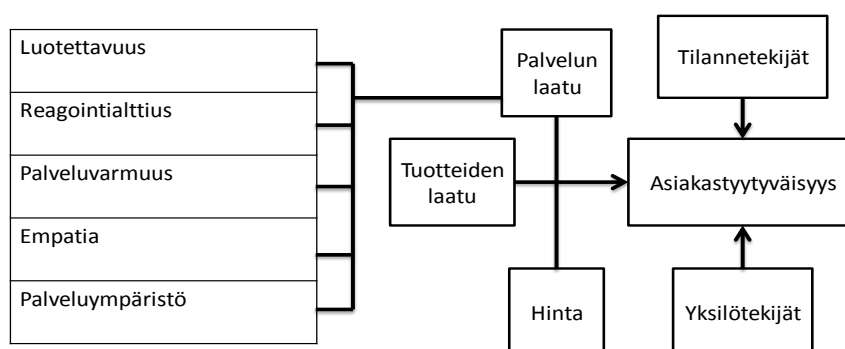 Luotettavuus
Reagointialttius
Palveluvarmuus
Empatia
Palveluympäristö
Palvelun
laatu
Tuotteiden
laatu
Hinta
Tilannetekijät
Asiakastyytyväisyys
Yksilötekijät